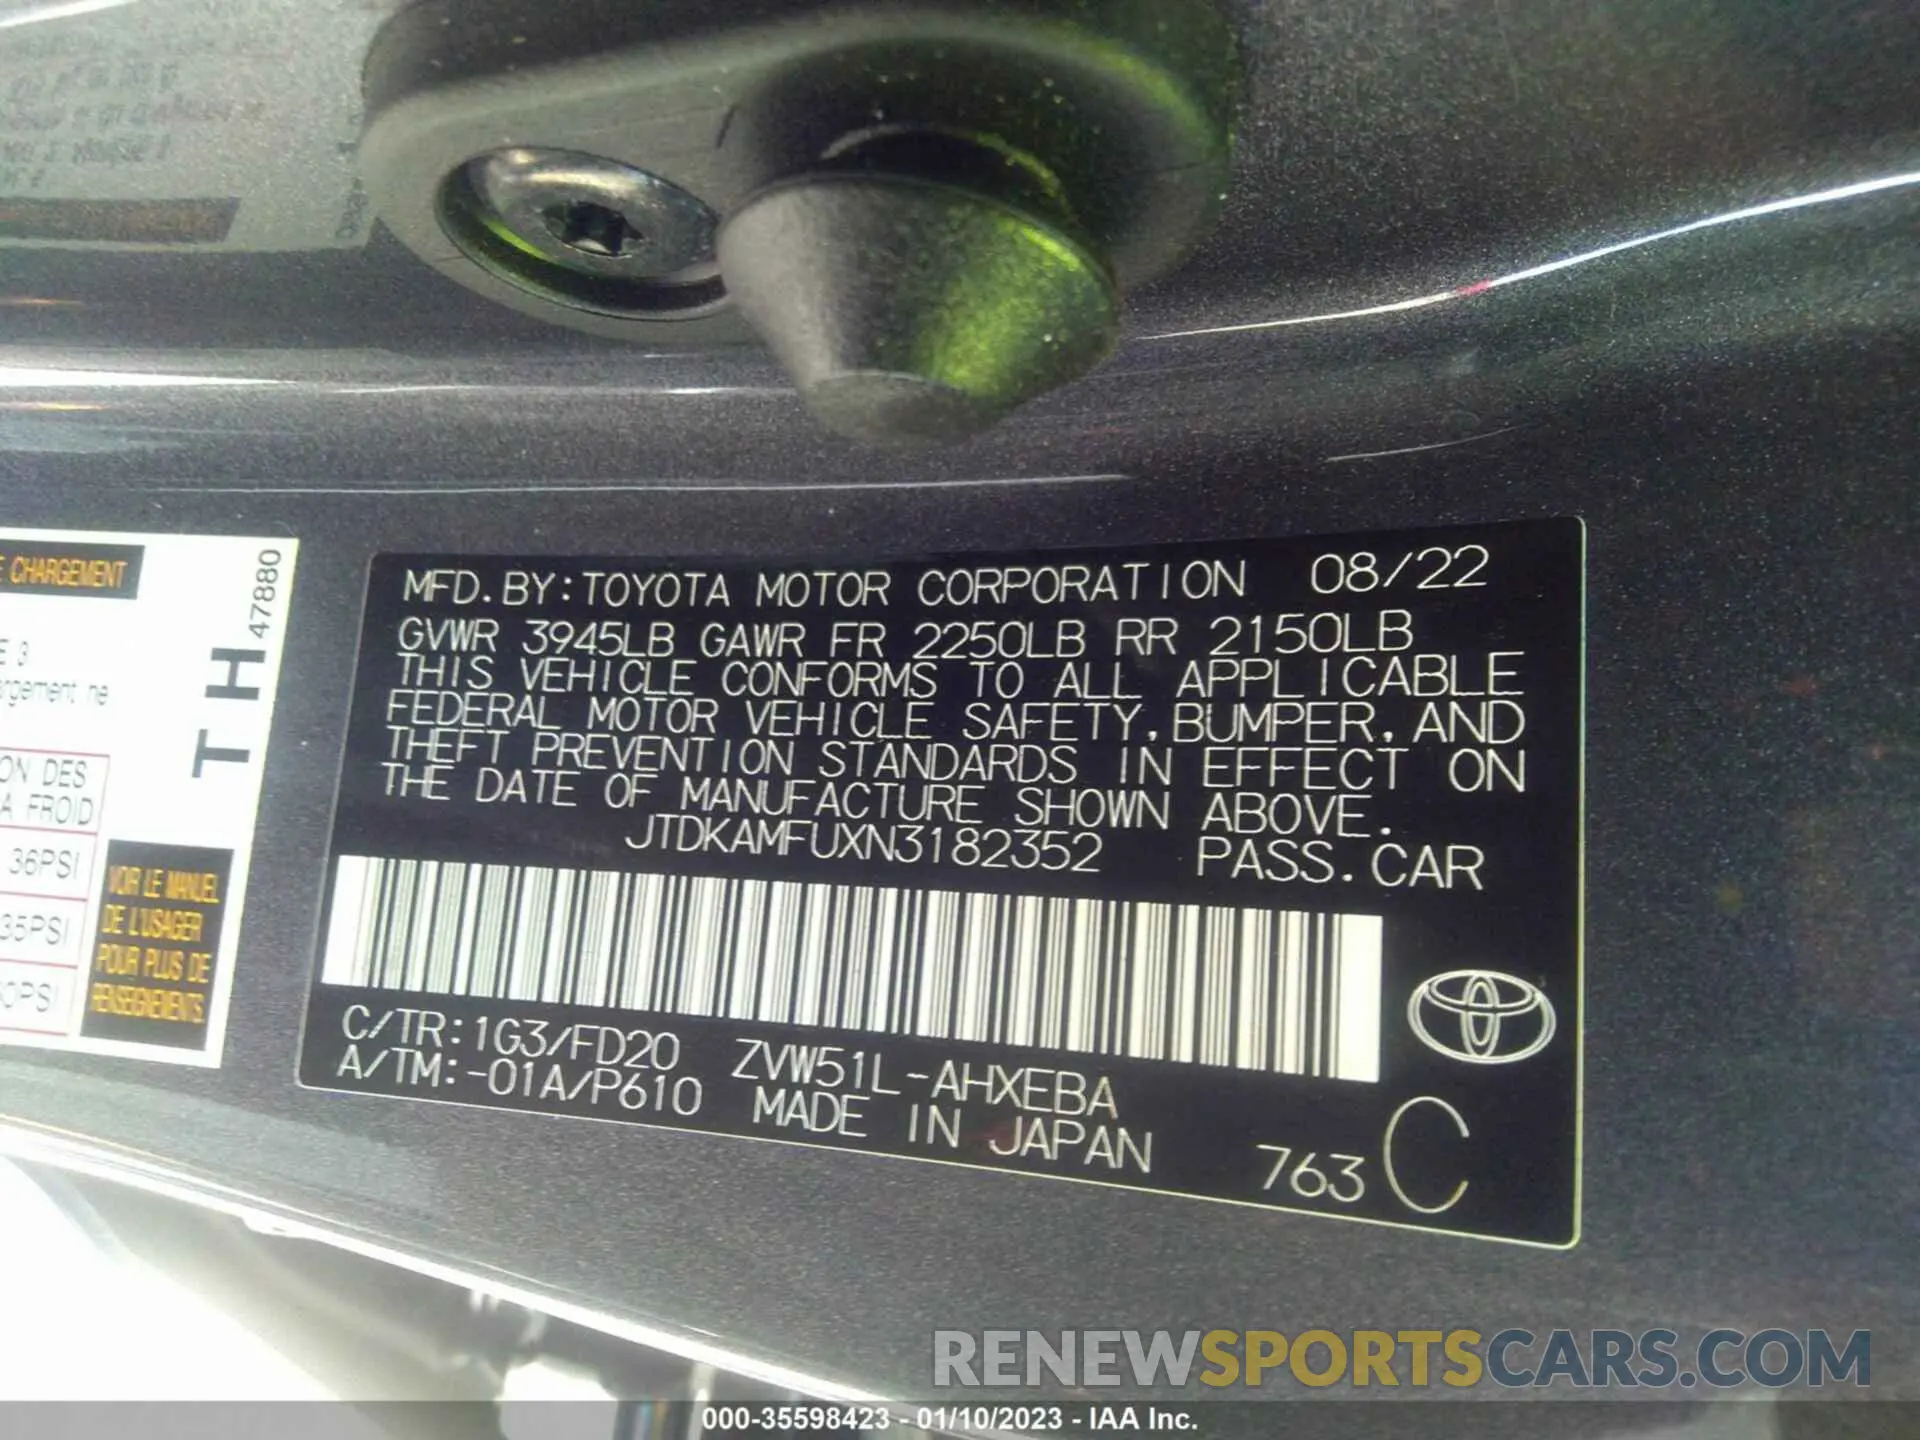 E CHARGEMENT
E 3
argement ne
TH
47880
ON DES
A FROID
36PSI
35PSI
60PSI
VOIR LE MANUEL
DE L'USAGER
POUR PLUS DE
RENSEIGNEMENTS.
MFD.BY:TOYOTA MOTOR CORPORATION 08/22
GVWR 3945LB GAWR FR 2250LB RR 2150LB
THIS VEHICLE CONFORMS TO ALL APPLICABLE
FEDERAL MOTOR VEHICLE SAFETY,BUMPER,AND
THEFT PREVENTION STANDARDS IN EFFECT ON
THE DATE OF MANUFACTURE SHOWN ABOVE.
JTDKAMFUXN3182352 PASS.CAR
C/TR:1G3/FD20 ZVW51L-AHXEBA
A/TM:-01A/P610 MADE IN JAPAN
763 C
RENEWSPORTSCARS.COM
000-35598423 - 01/10/2023 - IAA Inc.